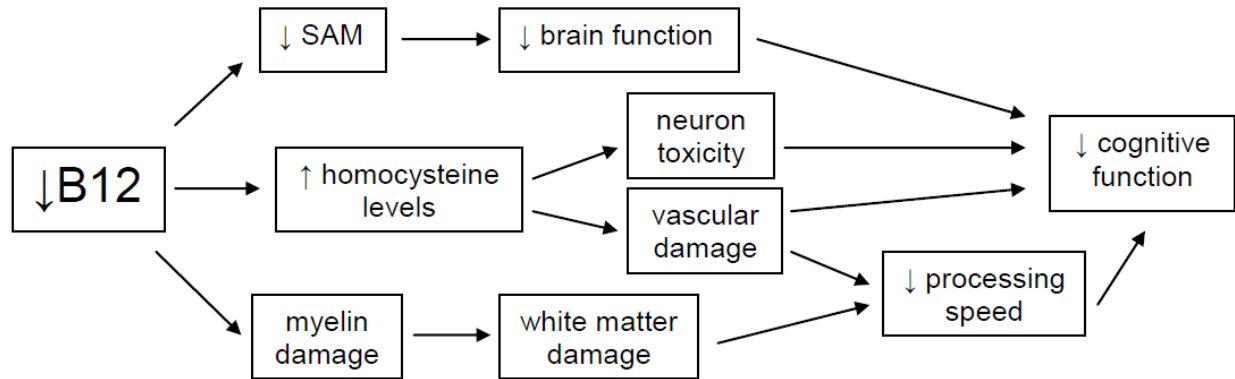 ↓ SAM
↓ brain function
neuron
toxicity
↓ cognitive
function
↓B12
↑ homocysteine
levels
vascular
damage
↓ processing
speed
myelin
damage
white matter
damage